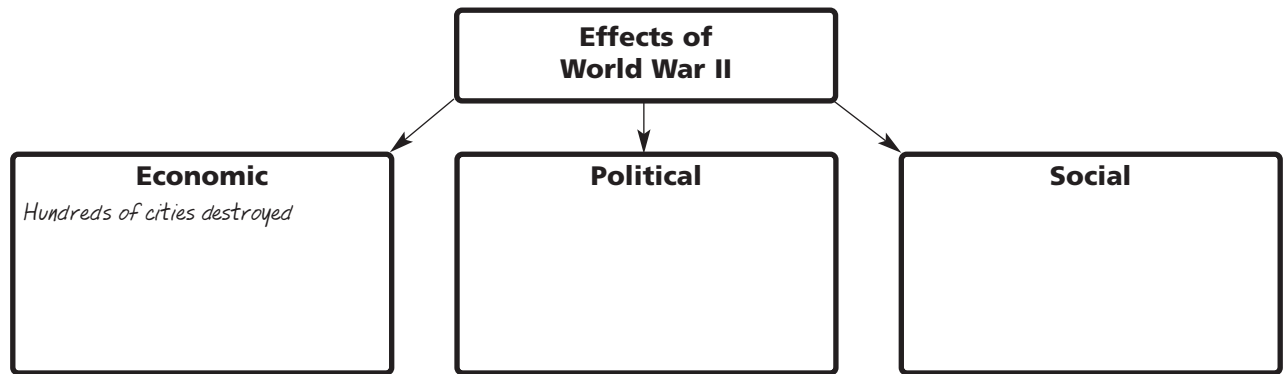 Effects of
World War II
Economic
Hundreds of cities destroyed
Political
Social